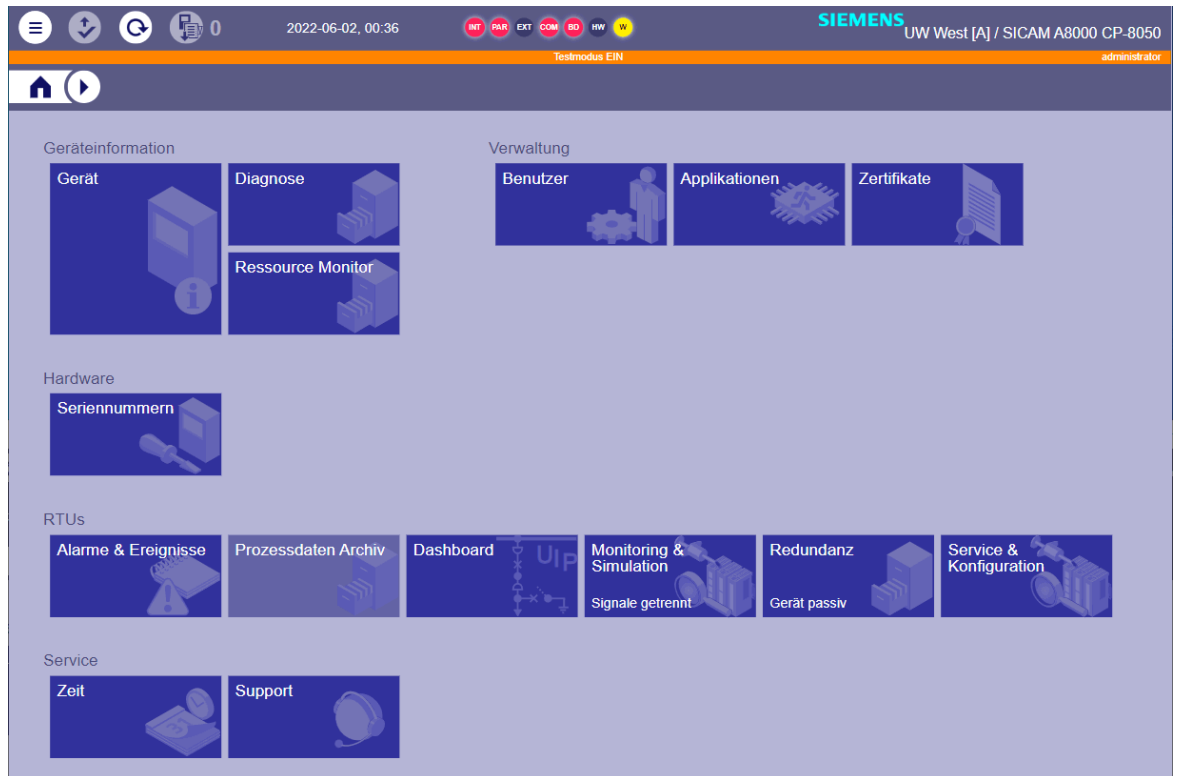 0
2022-06-02, 00:36
INT PAR EXT COM BD HW W
SIEMENS
UW West [A] / SICAM A8000 CP-8050
Testmodus EIN
administrator
Geräteinformation
Verwaltung
Gerät
Diagnose
Benutzer
Applikationen
Zertifikate
Ressource Monitor
Hardware
Seriennummern
RTUs
Alarme & Ereignisse
Prozessdaten Archiv
Dashboard
UIP
Monitoring &
Simulation
Signale getrennt
Redundanz
Gerät passiv
Service &
Konfiguration
Service
Zeit
31
Support